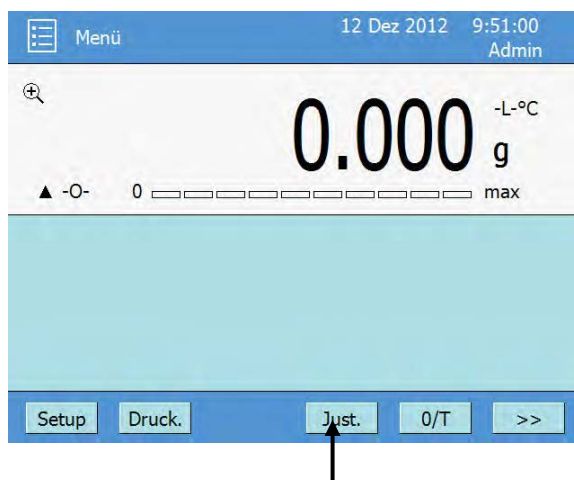 Menü 12 Dez 2012 9:51:00
Admin
0.000 g -L-°C
▲ -O- 0 max
Setup Druck. Just. 0/T >>